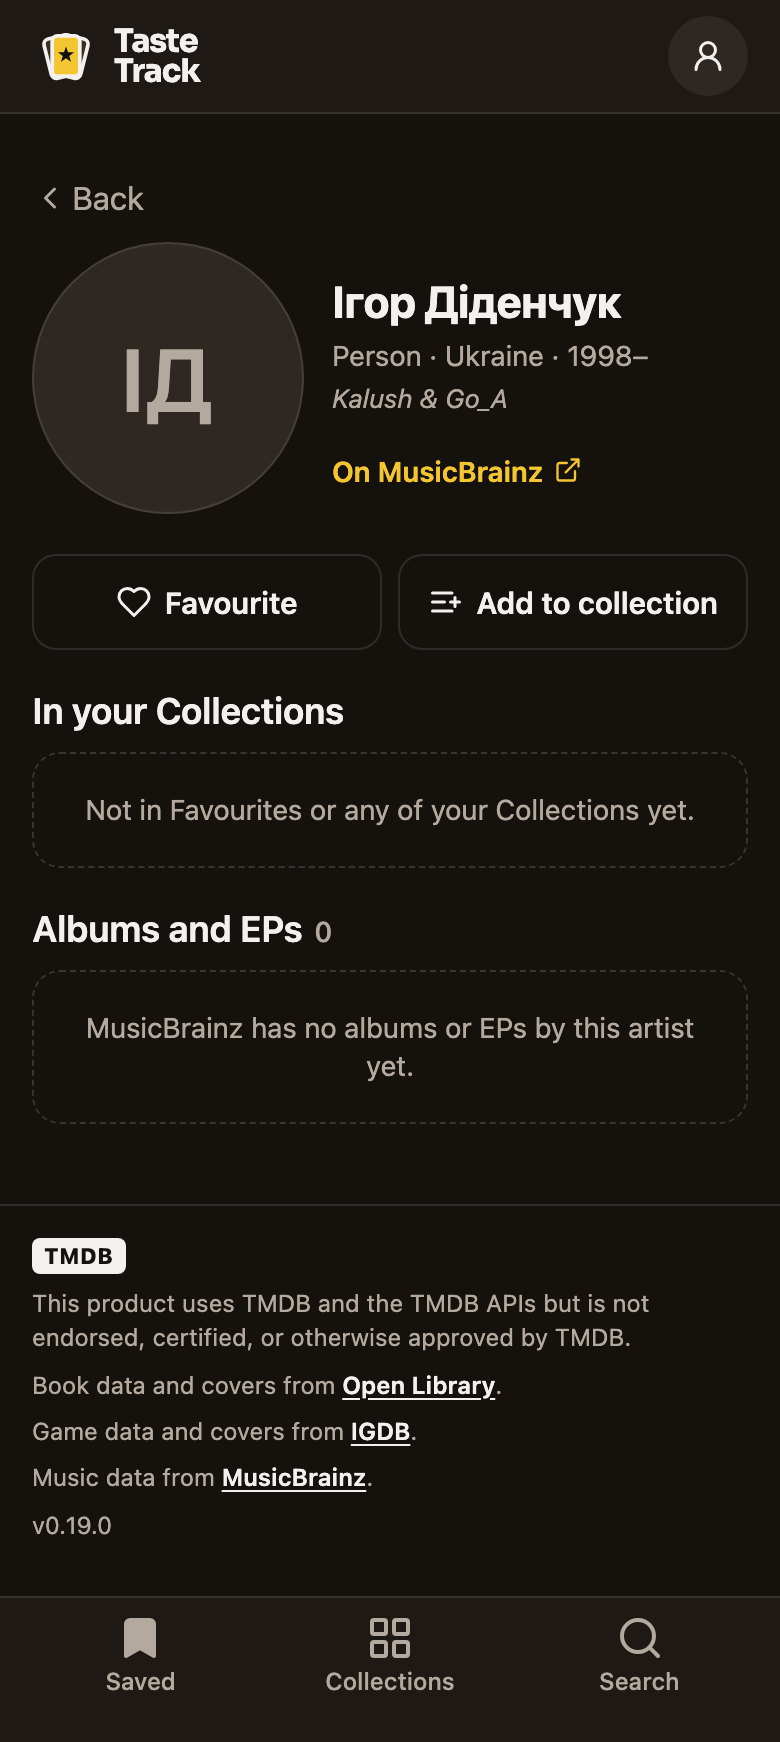 Taste
Track
Back
ІД
Ігор Діденчук
Person · Ukraine · 1998–
Kalush & Go_A
On MusicBrainz
Favourite
Add to collection
In your Collections
Not in Favourites or any of your Collections yet.
Albums and EPs 0
MusicBrainz has no albums or EPs by this artist
yet.
TMDB
This product uses TMDB and the TMDB APIs but is not
endorsed, certified, or otherwise approved by TMDB.
Book data and covers from Open Library.
Game data and covers from IGDB.
Music data from MusicBrainz.
v0.19.0
Saved
Collections
Search